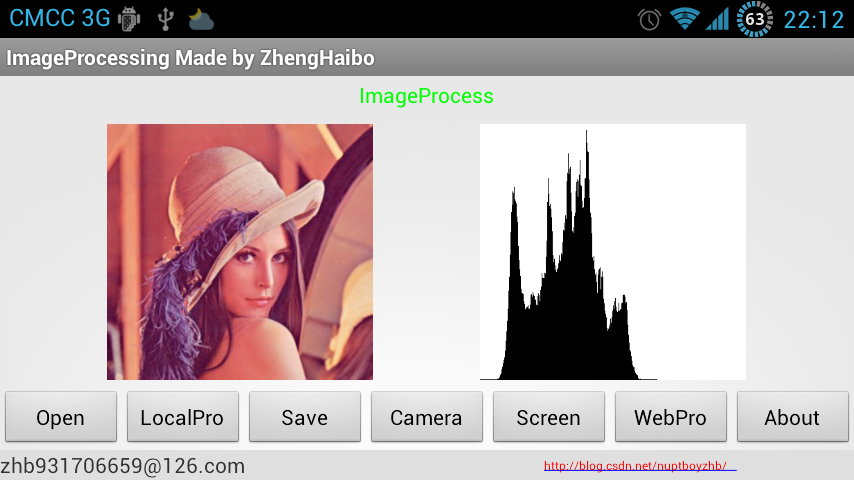 CMCC 3G 63 22:12
ImageProcessing Made by ZhengHaibo
ImageProcess
Open LocalPro Save Camera Screen WebPro About
zhb931706659@126.com http://blog.csdn.net/nuptboyzhb/